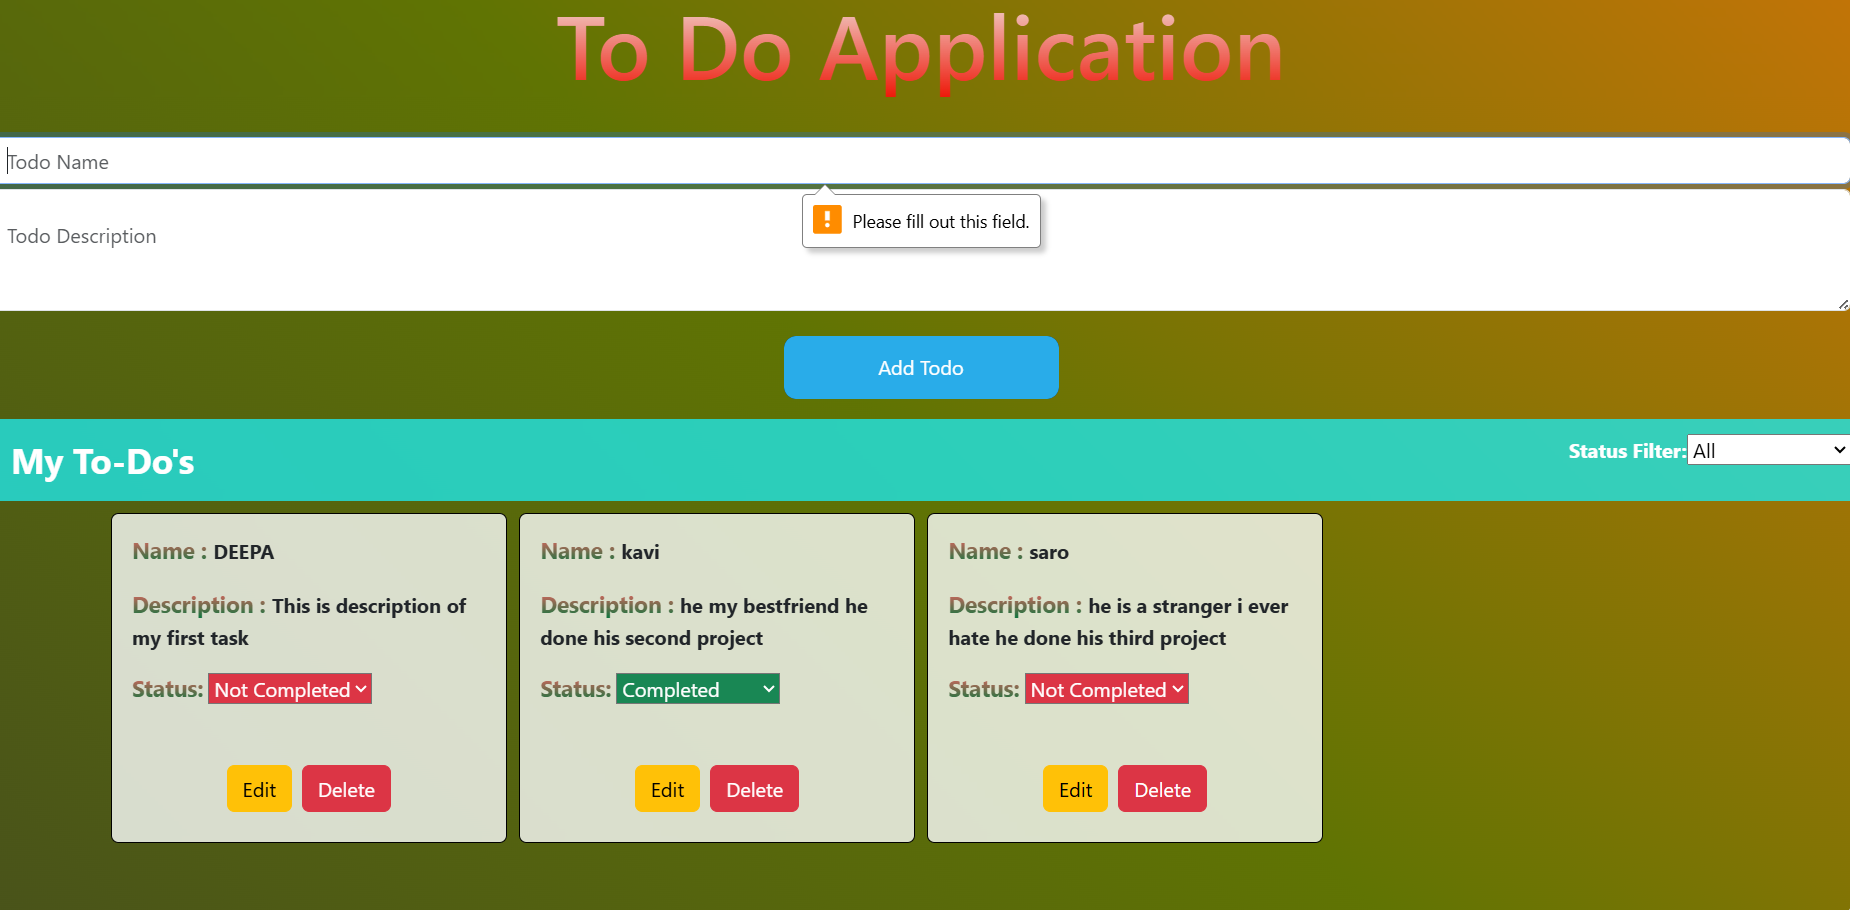 To Do Application
Todo Name
Please fill out this field.
Todo Description
Add Todo
My To-Do's
Status Filter: All
Name : DEEPA
Description : This is description of
my first task
Status: Not Completed
Edit Delete
Name : kavi
Description : he my bestfriend he
done his second project
Status: Completed
Edit Delete
Name : saro
Description : he is a stranger i ever
hate he done his third project
Status: Not Completed
Edit Delete